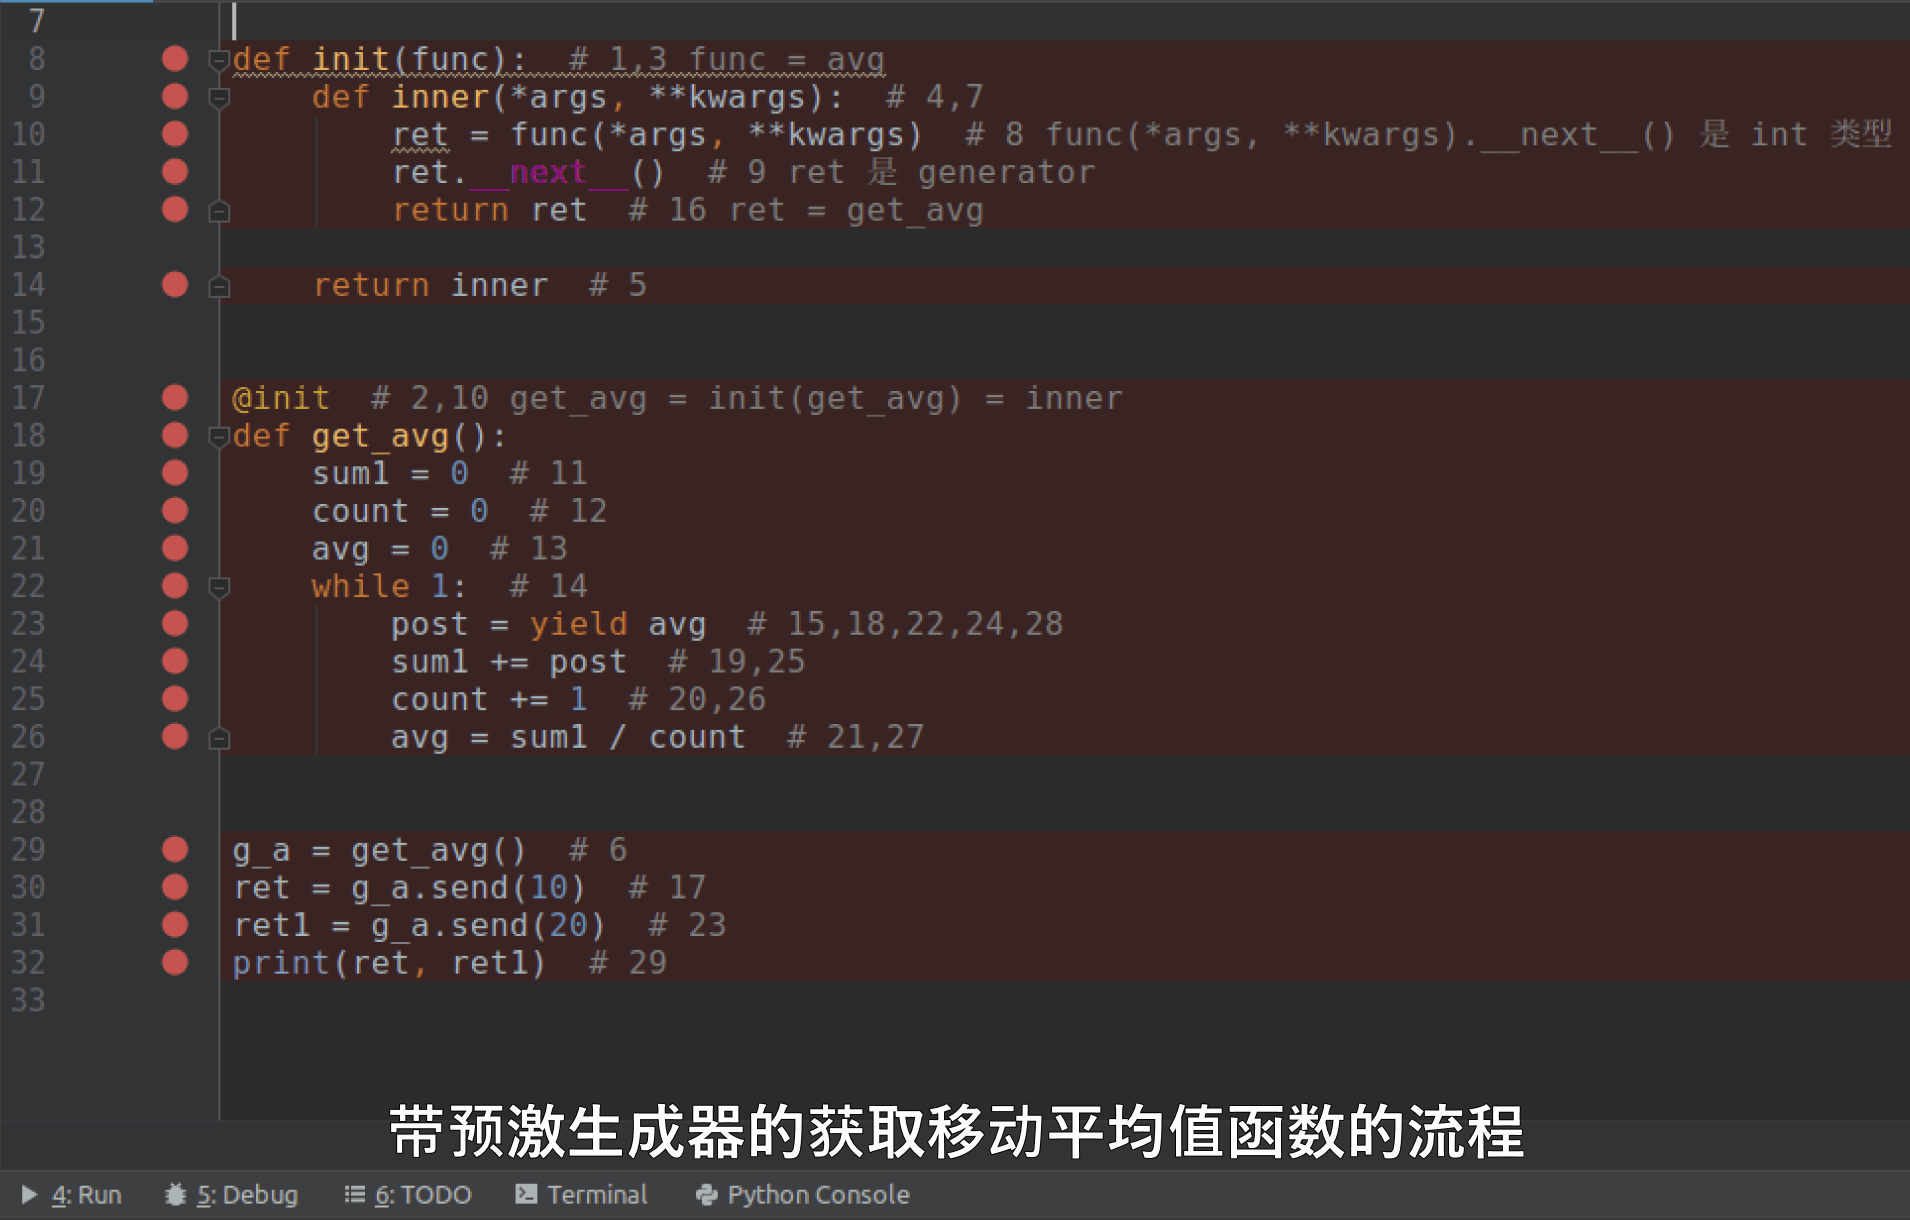 7
8 def init(func):  # 1,3 func = avg
9     def inner(*args, **kwargs):  # 4,7
10         ret = func(*args, **kwargs)  # 8 func(*args, **kwargs).__next__() 是 int 类型
11         ret.__next__()  # 9 ret 是 generator
12         return ret  # 16 ret = get_avg
13
14     return inner  # 5
15
16
17 @init  # 2,10 get_avg = init(get_avg) = inner
18 def get_avg():
19     sum1 = 0  # 11
20     count = 0  # 12
21     avg = 0  # 13
22     while 1:  # 14
23         post = yield avg  # 15,18,22,24,28
24         sum1 += post  # 19,25
25         count += 1  # 20,26
26         avg = sum1 / count  # 21,27
27
28
29 g_a = get_avg()  # 6
30 ret = g_a.send(10)  # 17
31 ret1 = g_a.send(20)  # 23
32 print(ret, ret1)  # 29
33
带预激生成器的获取移动平均值函数的流程
4: Run 5: Debug 6: TODO Terminal Python Console